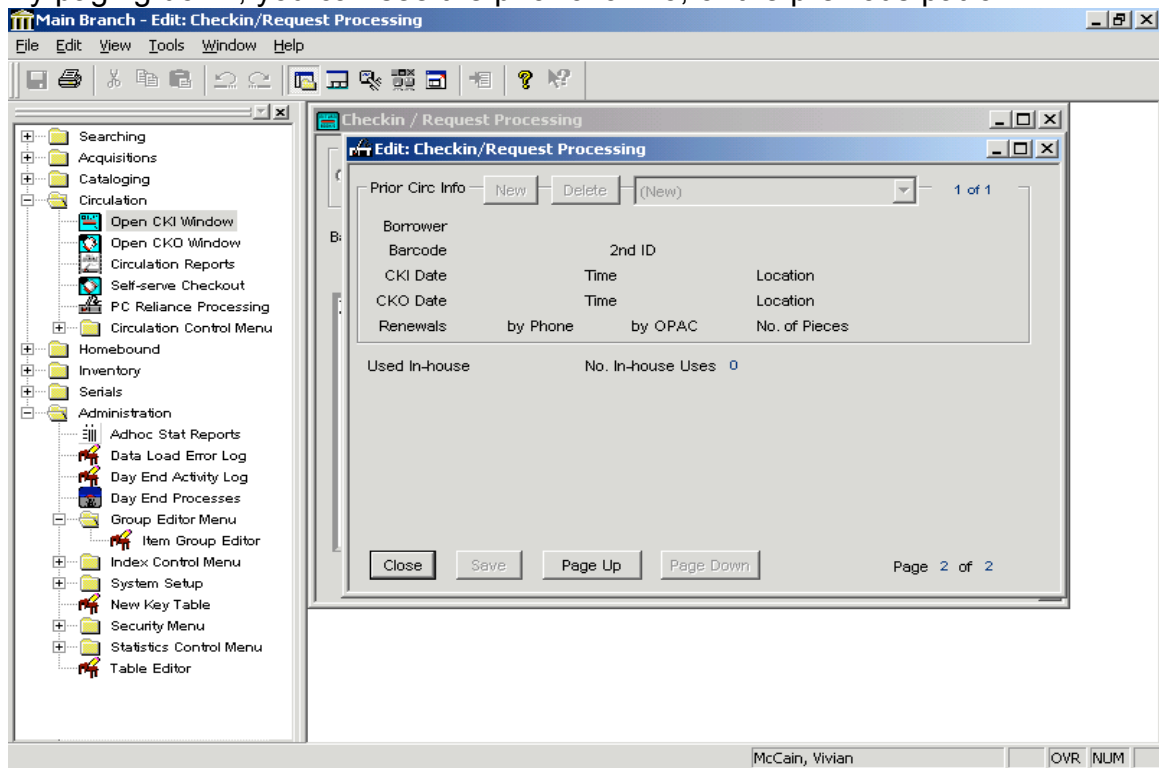 Main Branch - Edit: Checkin/Request Processing
File Edit View Tools Window Help
Searching
Acquisitions
Cataloging
Circulation
Open CKI Window
Open CKO Window
Circulation Reports
Self-serve Checkout
PC Reliance Processing
Circulation Control Menu
Homebound
Inventory
Serials
Administration
Adhoc Stat Reports
Data Load Error Log
Day End Activity Log
Day End Processes
Group Editor Menu
Item Group Editor
Index Control Menu
System Setup
New Key Table
Security Menu
Statistics Control Menu
Table Editor
Checkin / Request Processing
Edit: Checkin/Request Processing
Prior Circ Info New Delete (New) 1 of 1
Borrower
Barcode 2nd ID
CKI Date Time Location
CKO Date Time Location
Renewals by Phone by OPAC No. of Pieces
Used In-house No. In-house Uses 0
Close Save Page Up Page Down Page 2 of 2
McCain, Vivian OVR NUM